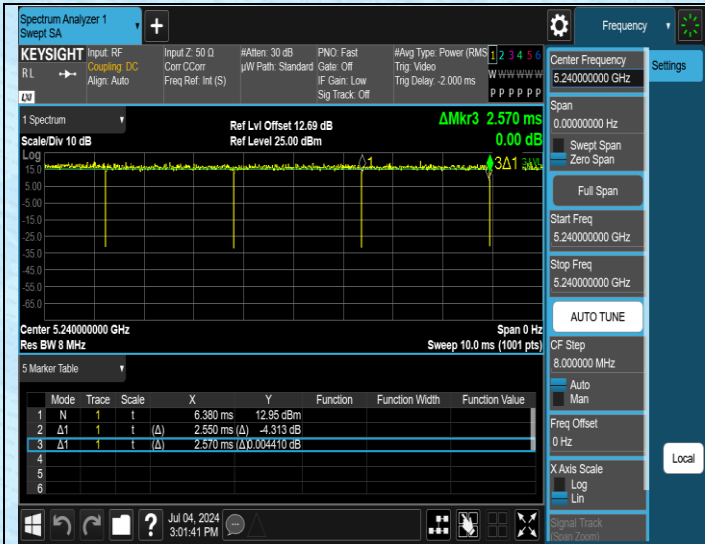 Spectrum Analyzer 1
Swept SA
Frequency
KEYSIGHT
RL
LXI
Input: RF
Coupling: DC
Align: Auto
Input Z: 50 Ω
Corr CCorr
Freq Ref: Int (S)
#Atten: 30 dB
µW Path: Standard
PNO: Fast
Gate: Off
IF Gain: Low
Sig Track: Off
#Avg Type: Power (RMS
Trig: Video
Trig Delay: -2.000 ms
1 2 3 4 5 6
W W W W W W
P P P P P P
Center Frequency
5.240000000 GHz
Settings
Span
0.00000000 Hz
Swept Span
Zero Span
Full Span
Start Freq
5.240000000 GHz
Stop Freq
5.240000000 GHz
AUTO TUNE
CF Step
8.000000 MHz
Auto
Man
Freq Offset
0 Hz
X Axis Scale
Log
Lin
Signal Track
(Span Zoom)
Local
1 Spectrum
Scale/Div 10 dB
Ref Lvl Offset 12.69 dB
Ref Level 25.00 dBm
ΔMkr3 2.570 ms
0.00 dB
Log
15.0
5.00
-5.00
-15.0
-25.0
-35.0
-45.0
-55.0
-65.0
1
3Δ1
Center 5.240000000 GHz
Span 0 Hz
Res BW 8 MHz
Sweep 10.0 ms (1001 pts)
5 Marker Table
Mode Trace Scale X Y Function Function Width Function Value
1 N 1 t 6.380 ms 12.95 dBm
2 Δ1 1 t (Δ) 2.550 ms (Δ) -4.313 dB
3 Δ1 1 t (Δ) 2.570 ms (Δ)0.004410 dB
4
5
6
?
Jul 04, 2024
3:01:41 PM